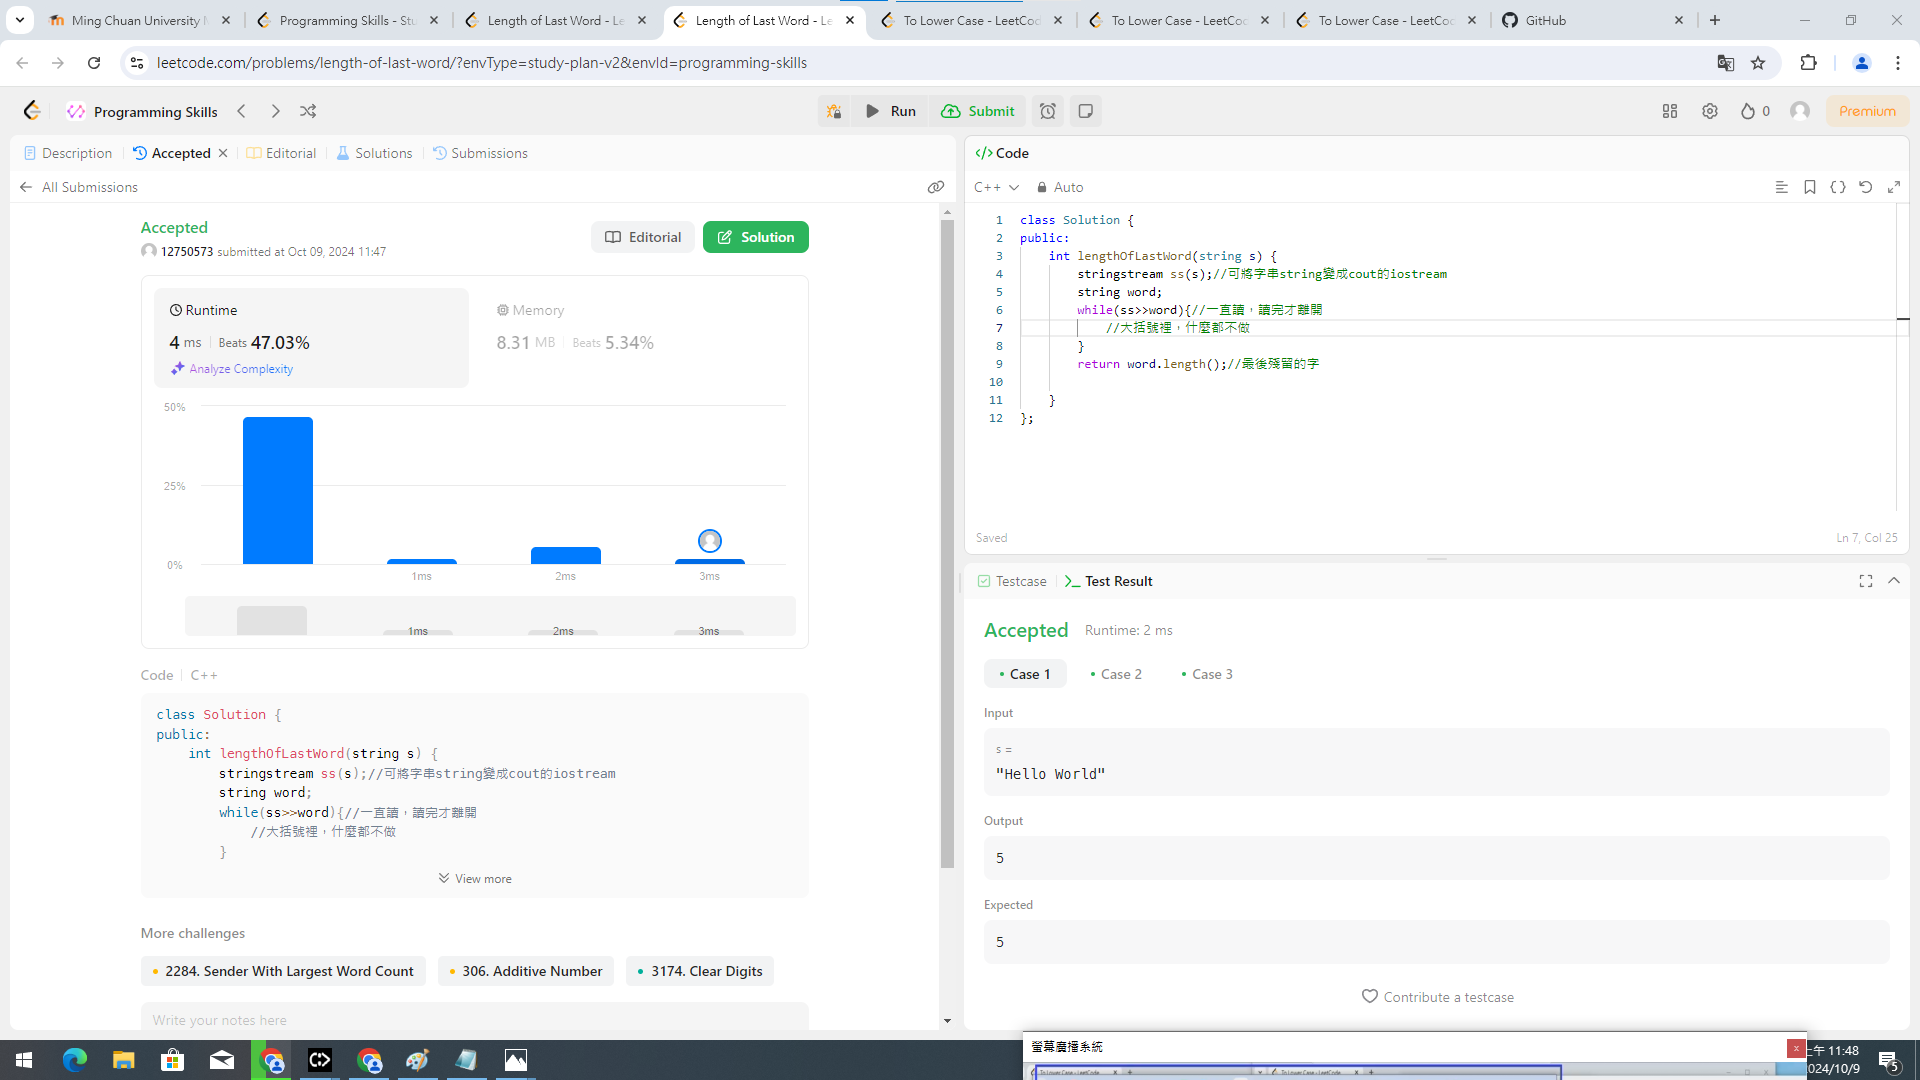 Ming Chuan University
Programming Skills - Stu
Length of Last Word - Le
Length of Last Word - Le
To Lower Case - LeetCod
To Lower Case - LeetCod
To Lower Case - LeetCod
GitHub
leetcode.com/problems/length-of-last-word/?envType=study-plan-v2&envId=programming-skills
Programming Skills
Run
Submit
0
Premium
Description
Accepted
Editorial
Solutions
Submissions
All Submissions
Accepted
12750573 submitted at Oct 09, 2024 11:47
Editorial
Solution
Runtime
4 ms Beats 47.03%
Analyze Complexity
Memory
8.31 MB Beats 5.34%
50%
25%
0%
1ms 2ms 3ms
1ms 2ms 3ms
Code C++
class Solution {
public:
int lengthOfLastWord(string s) {
stringstream ss(s);//可將字串string變成cout的iostream
string word;
while(ss>>word){//一直讀，讀完才離開
//大括號裡，什麼都不做
}
View more
More challenges
2284. Sender With Largest Word Count
306. Additive Number
3174. Clear Digits
Write your notes here
</> Code
C++ Auto
1 class Solution {
2 public:
3 int lengthOfLastWord(string s) {
4 stringstream ss(s);//可將字串string變成cout的iostream
5 string word;
6 while(ss>>word){//一直讀，讀完才離開
7 //大括號裡，什麼都不做
8 }
9 return word.length();//最後殘留的字
10
11 }
12 };
Saved
Ln 7, Col 25
Testcase
Test Result
Accepted Runtime: 2 ms
Case 1
Case 2
Case 3
Input
s =
"Hello World"
Output
5
Expected
5
Contribute a testcase
螢幕廣播系統
To Lower Case - LeetCode
To Lower Case - LeetCode
上午 11:48
2024/10/9
5